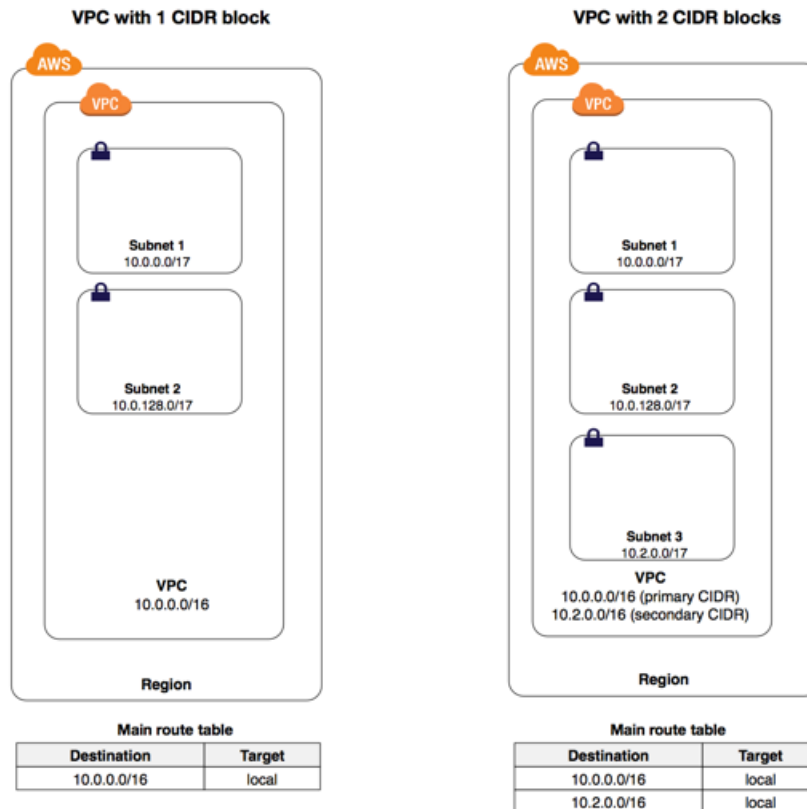 VPC with 1 CIDR block
AWS
VPC
Subnet 1
10.0.0.0/17
Subnet 2
10.0.128.0/17
VPC
10.0.0.0/16
Region
Main route table
Destination Target
10.0.0.0/16 local
VPC with 2 CIDR blocks
AWS
VPC
Subnet 1
10.0.0.0/17
Subnet 2
10.0.128.0/17
Subnet 3
10.2.0.0/17
VPC
10.0.0.0/16 (primary CIDR)
10.2.0.0/16 (secondary CIDR)
Region
Main route table
Destination Target
10.0.0.0/16 local
10.2.0.0/16 local